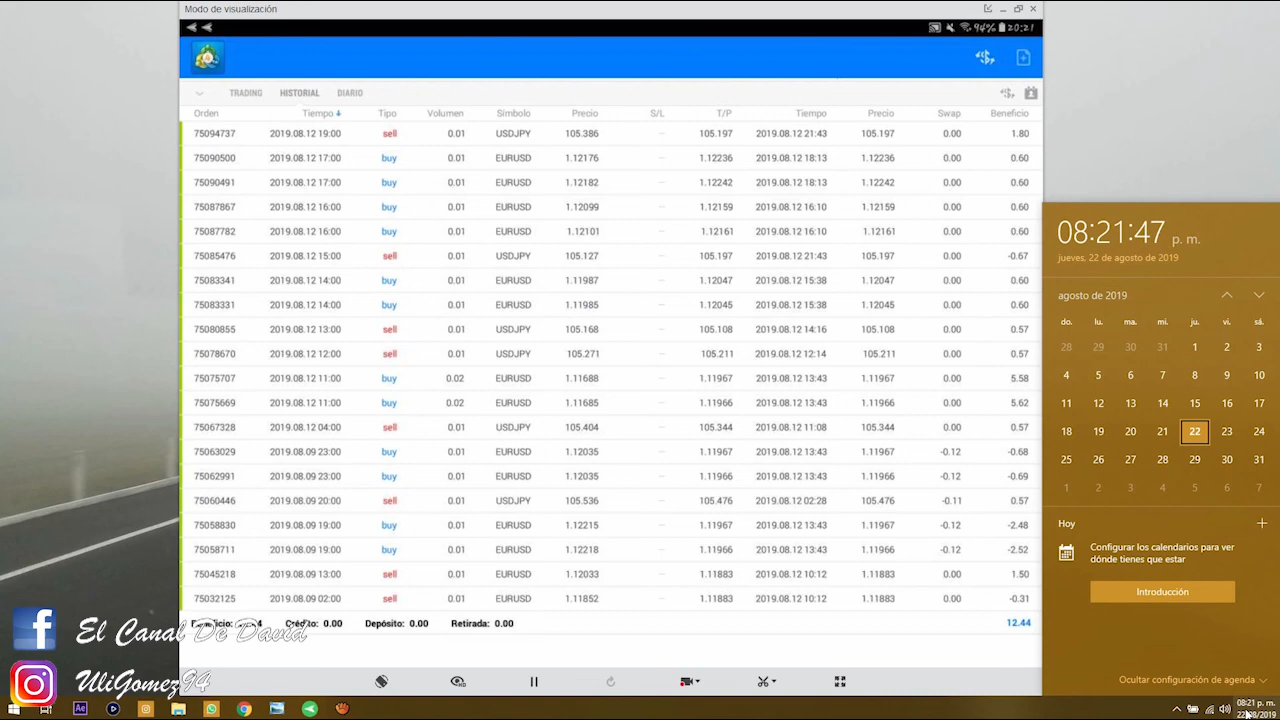 Modo de visualización
94% 20:21
TRADING HISTORIAL DIARIO
Orden Tiempo Tipo Volumen Símbolo Precio S/L T/P Tiempo Precio Swap Beneficio
75094737 2019.08.12 19:00 sell 0.01 USDJPY 105.386 – 105.197 2019.08.12 21:43 105.197 0.00 1.80
75090500 2019.08.12 17:00 buy 0.01 EURUSD 1.12176 – 1.12236 2019.08.12 18:13 1.12236 0.00 0.60
75090491 2019.08.12 17:00 buy 0.01 EURUSD 1.12182 – 1.12242 2019.08.12 18:13 1.12242 0.00 0.60
75087867 2019.08.12 16:00 buy 0.01 EURUSD 1.12099 – 1.12159 2019.08.12 16:10 1.12159 0.00 0.60
75087782 2019.08.12 16:00 buy 0.01 EURUSD 1.12101 – 1.12161 2019.08.12 16:10 1.12161 0.00 0.60
75085476 2019.08.12 15:00 sell 0.01 USDJPY 105.127 – 105.197 2019.08.12 21:43 105.197 0.00 -0.67
75083341 2019.08.12 14:00 buy 0.01 EURUSD 1.11987 – 1.12047 2019.08.12 15:38 1.12047 0.00 0.60
75083331 2019.08.12 14:00 buy 0.01 EURUSD 1.11985 – 1.12045 2019.08.12 15:38 1.12045 0.00 0.60
75080855 2019.08.12 13:00 sell 0.01 USDJPY 105.168 – 105.108 2019.08.12 14:16 105.108 0.00 0.57
75078670 2019.08.12 12:00 sell 0.01 USDJPY 105.271 – 105.211 2019.08.12 12:14 105.211 0.00 0.57
75075707 2019.08.12 11:00 buy 0.02 EURUSD 1.11688 – 1.11967 2019.08.12 13:43 1.11967 0.00 5.58
75075669 2019.08.12 11:00 buy 0.02 EURUSD 1.11685 – 1.11966 2019.08.12 13:43 1.11966 0.00 5.62
75067328 2019.08.12 04:00 sell 0.01 USDJPY 105.404 – 105.344 2019.08.12 11:08 105.344 0.00 0.57
75063029 2019.08.09 23:00 buy 0.01 EURUSD 1.12035 – 1.11967 2019.08.12 13:43 1.11967 -0.12 -0.68
75062991 2019.08.09 23:00 buy 0.01 EURUSD 1.12035 – 1.11966 2019.08.12 13:43 1.11966 -0.12 -0.69
75060446 2019.08.09 20:00 sell 0.01 USDJPY 105.536 – 105.476 2019.08.12 02:28 105.476 -0.11 0.57
75058830 2019.08.09 19:00 buy 0.01 EURUSD 1.12215 – 1.11967 2019.08.12 13:43 1.11967 -0.12 -2.48
75058711 2019.08.09 19:00 buy 0.01 EURUSD 1.12218 – 1.11966 2019.08.12 13:43 1.11966 -0.12 -2.52
75045218 2019.08.09 13:00 sell 0.01 EURUSD 1.12033 – 1.11883 2019.08.12 10:12 1.11883 0.00 1.50
75032125 2019.08.09 02:00 sell 0.01 EURUSD 1.11852 – 1.11883 2019.08.12 10:12 1.11883 0.00 -0.31
Crédito: 0.00 Depósito: 0.00 Retirada: 0.00 12.44
El Canal De David
UliGomez94
08:21:47 p. m.
jueves, 22 de agosto de 2019
agosto de 2019
do. lu. ma. mi. ju. vi. sá.
28 29 30 31 1 2 3
4 5 6 7 8 9 10
11 12 13 14 15 16 17
18 19 20 21 22 23 24
25 26 27 28 29 30 31
1 2 3 4 5 6 7
Hoy
Configurar los calendarios para ver
dónde tienes que estar
Introducción
Ocultar configuración de agenda
Ae
08:21 p. m.